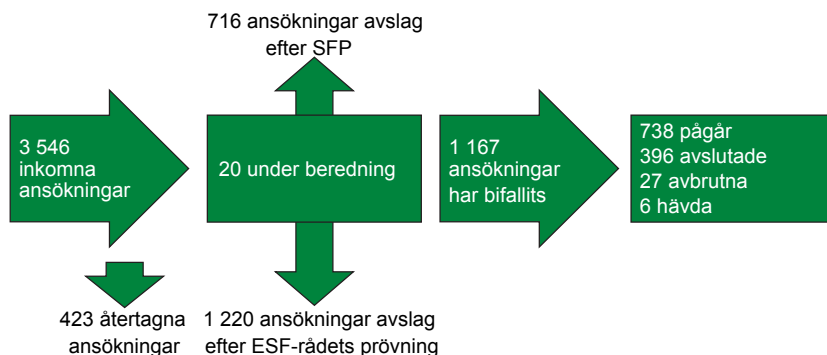 716 ansökningar avslag
efter SFP
3 546
inkomna
ansökningar
20 under beredning
1 167
ansökningar
har bifallits
738 pågår
396 avslutade
27 avbrutna
6 hävda
423 återtagna
ansökningar
1 220 ansökningar avslag
efter ESF-rådets prövning